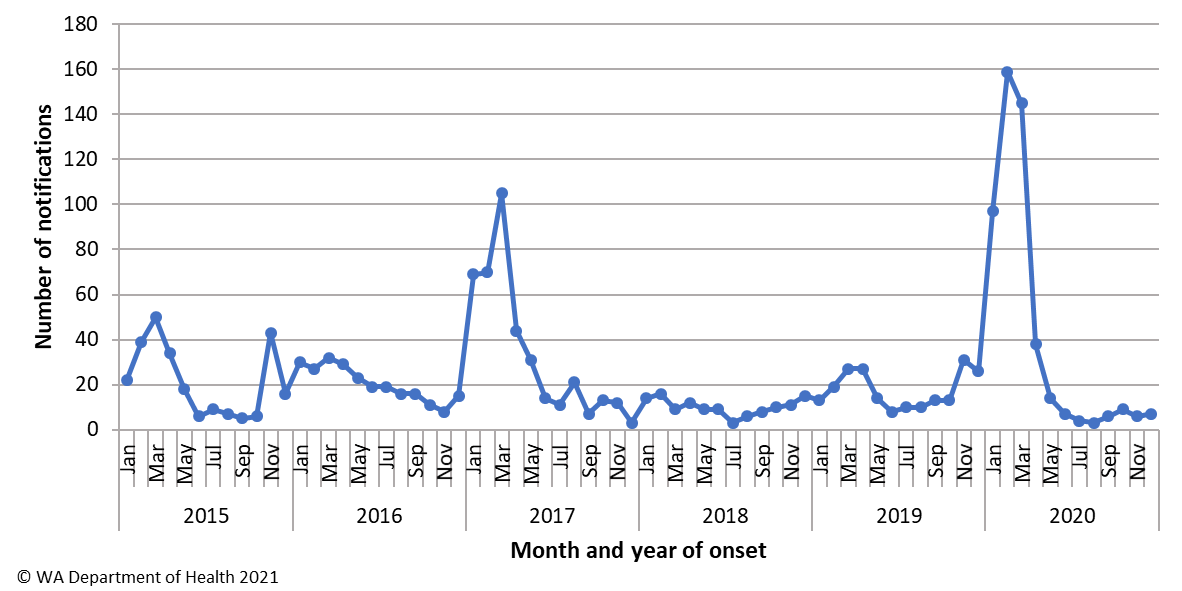 180
160
140
120
100
80
60
40
20
0
Number of notifications
Jan Mar May Jul Sep Nov Jan Mar May Jul Sep Nov Jan Mar May Jul Sep Nov Jan Mar May Jul Sep Nov Jan Mar May Jul Sep Nov Jan Mar May Jul Sep Nov
2015 2016 2017 2018 2019 2020
Month and year of onset
© WA Department of Health 2021